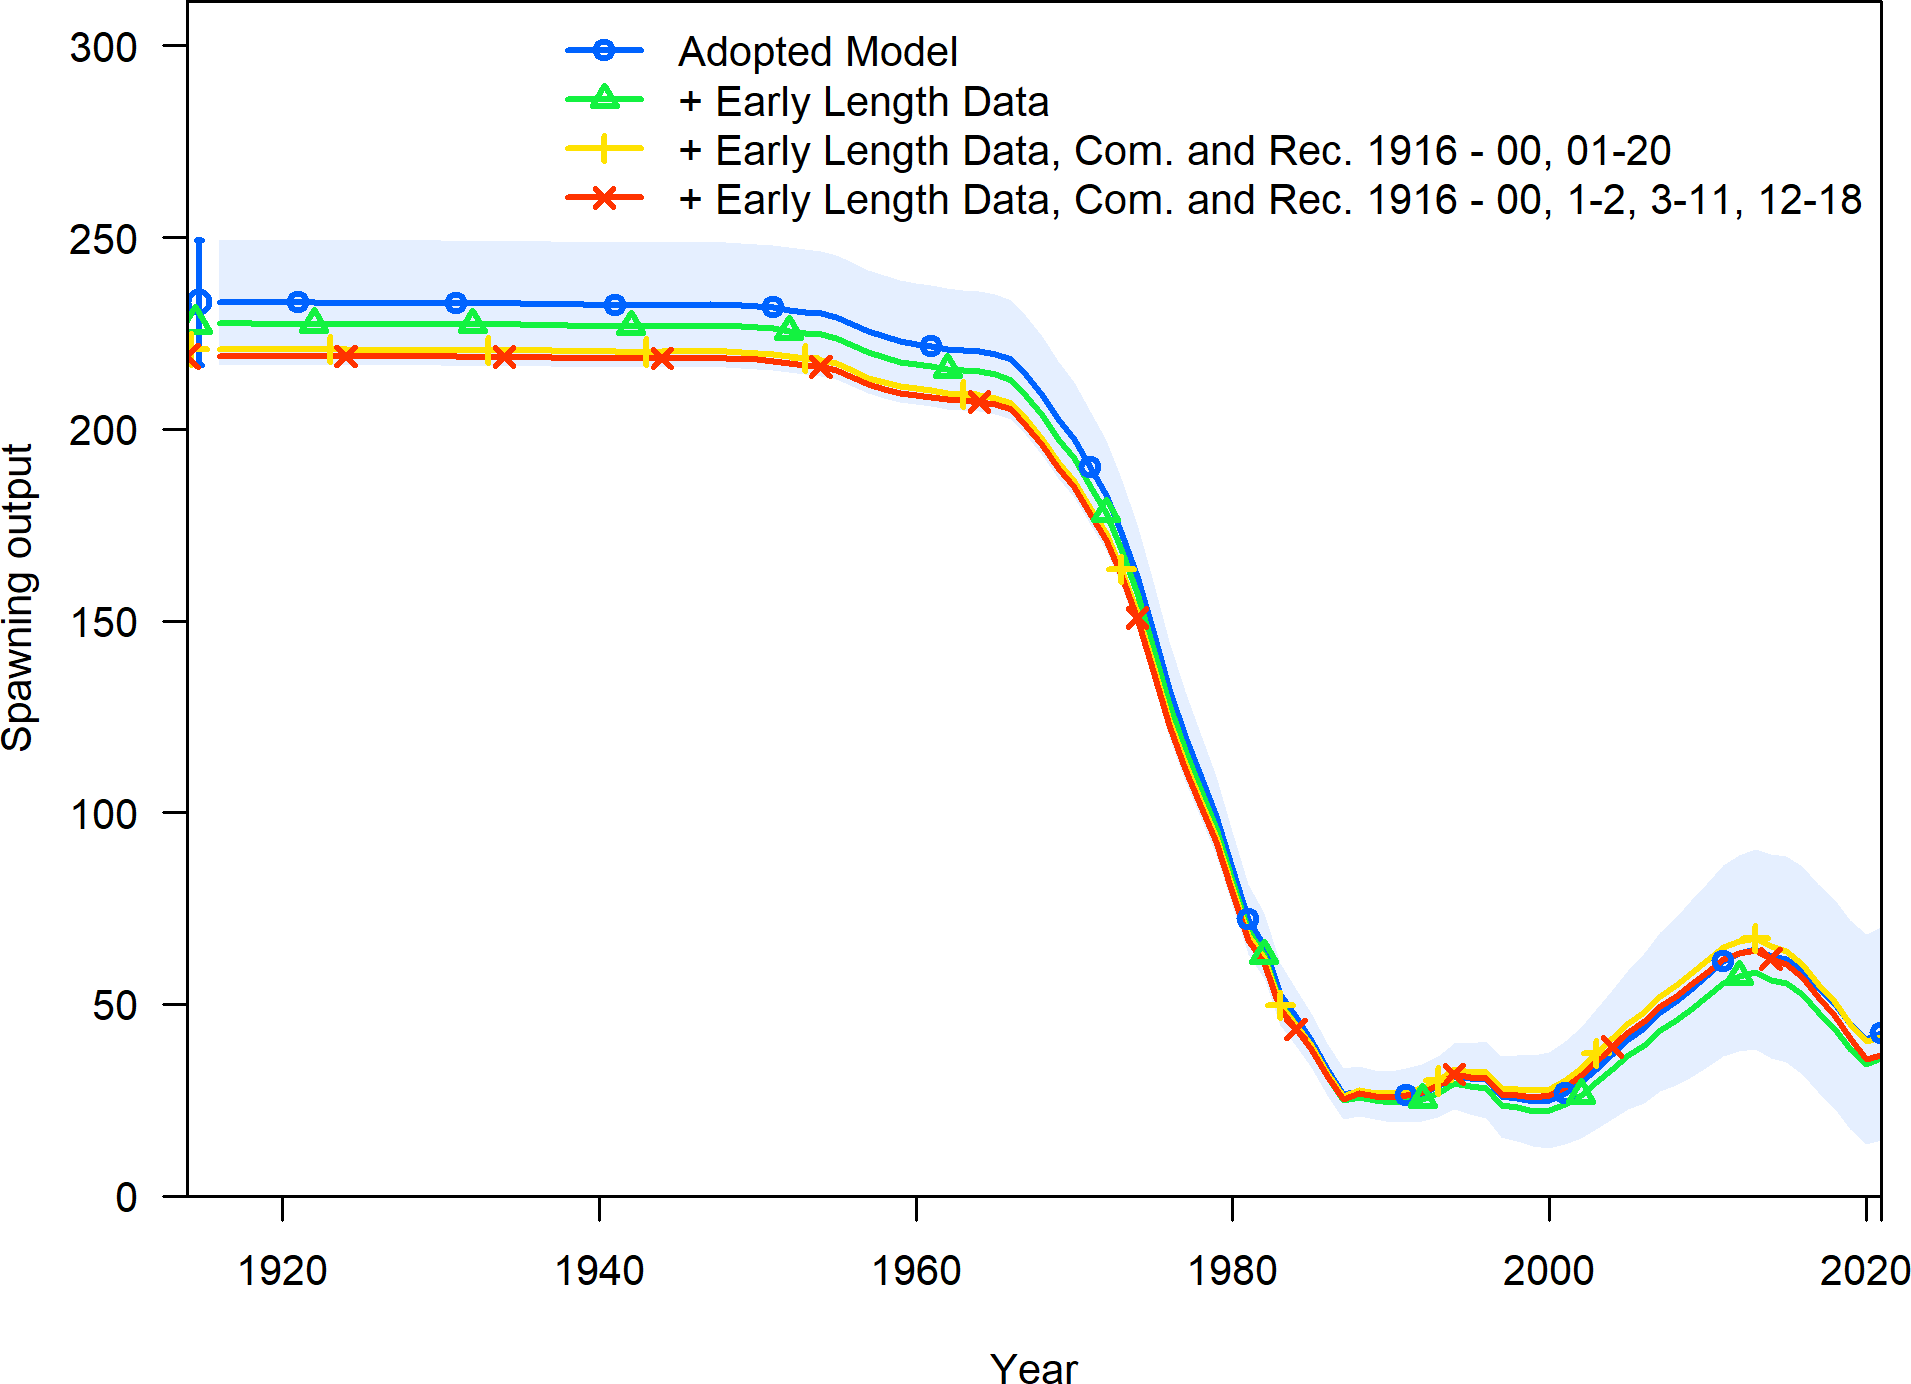 Adopted Model
+ Early Length Data
+ Early Length Data, Com. and Rec. 1916 - 00, 01-20
+ Early Length Data, Com. and Rec. 1916 - 00, 1-2, 3-11, 12-18
Spawning output
300
250
200
150
100
50
0
1920 1940 1960 1980 2000 2020
Year